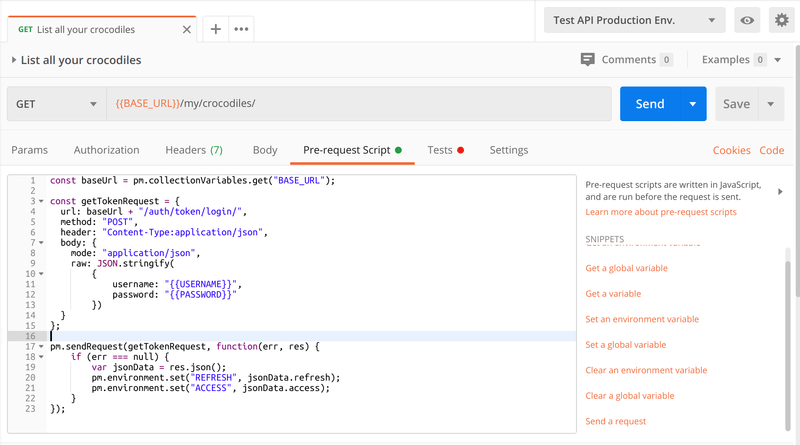 GET List all your crocodiles
Test API Production Env.
List all your crocodiles
Comments 0
Examples 0
GET
{{BASE_URL}}/my/crocodiles/
Send
Save
Params Authorization Headers (7) Body Pre-request Script Tests Settings Cookies Code
1 const baseUrl = pm.collectionVariables.get("BASE_URL");
2
3 const getTokenRequest = {
4 url: baseUrl + "/auth/token/login/",
5 method: "POST",
6 header: "Content-Type:application/json",
7 body: {
8 mode: "application/json",
9 raw: JSON.stringify(
10 {
11 username: "{{USERNAME}}",
12 password: "{{PASSWORD}}"
13 })
14 }
15 };
16
17 pm.sendRequest(getTokenRequest, function(err, res) {
18 if (err === null) {
19 var jsonData = res.json();
20 pm.environment.set("REFRESH", jsonData.refresh);
21 pm.environment.set("ACCESS", jsonData.access);
22 }
23 });
Pre-request scripts are written in JavaScript,
and are run before the request is sent.
Learn more about pre-request scripts
SNIPPETS
Get a global variable
Get a variable
Set an environment variable
Set a global variable
Clear an environment variable
Clear a global variable
Send a request